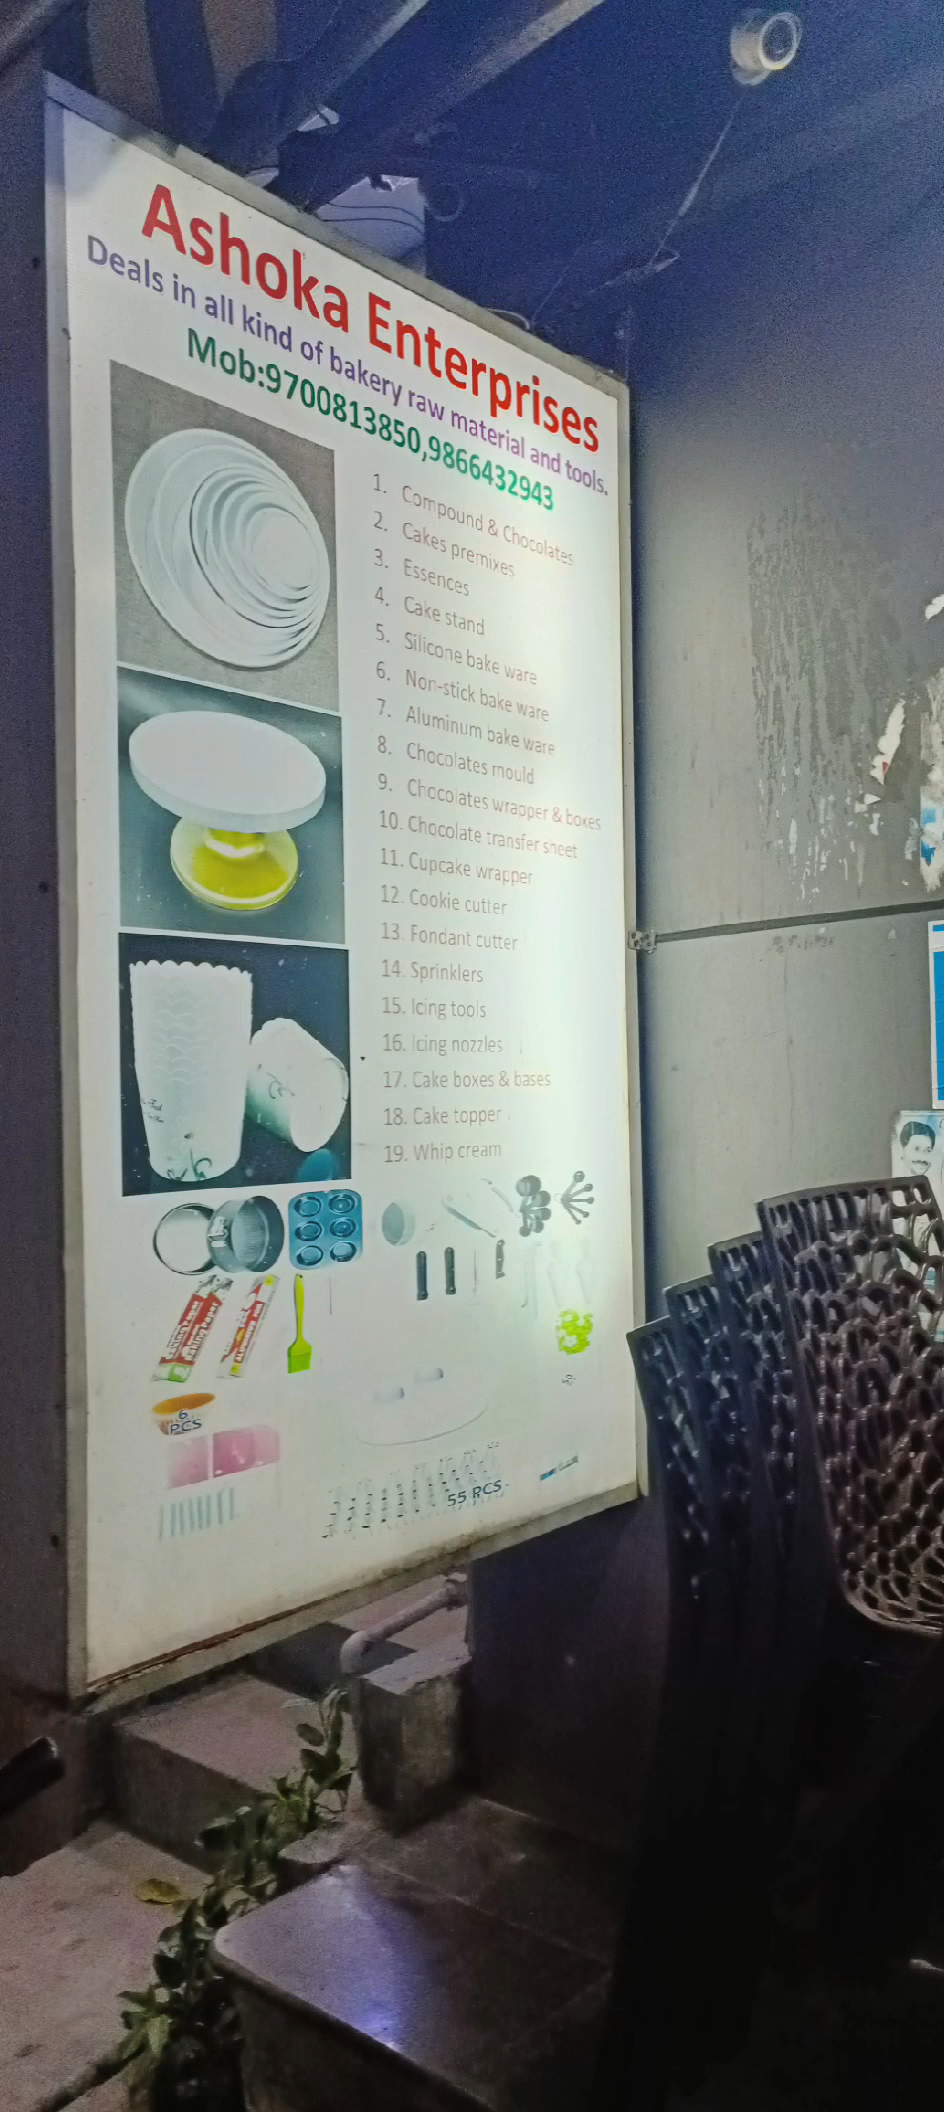 Ashoka Enterprises
Deals in all kind of bakery raw material and tools.
Mob:9700813850,9866432943
1. Compound & Chocolates
2. Cakes premixes
3. Essences
4. Cake stand
5. Silicone bake ware
6. Non-stick bake ware
7. Aluminum bake ware
8. Chocolates mould
9. Chocolates wrapper & boxes
10. Chocolate transfer sheet
11. Cupcake wrapper
12. Cookie cutter
13. Fondant cutter
14. Sprinklers
15. Icing tools
16. Icing nozzles
17. Cake boxes & bases
18. Cake topper
19. Whip cream
Baking Paper
6
PCS
55 PCS